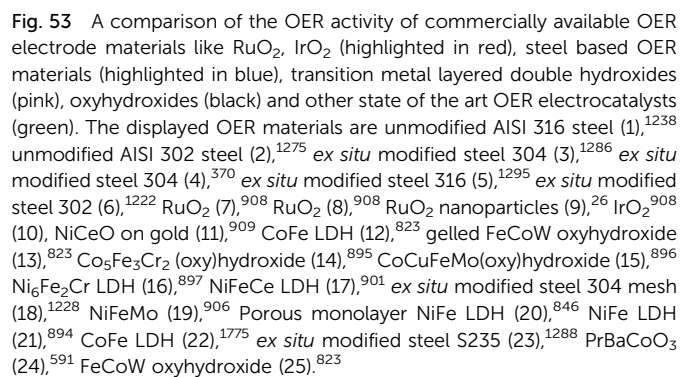 Fig. 53 A comparison of the OER activity of commercially available OER
electrode materials like RuO₂, IrO₂ (highlighted in red), steel based OER
materials (highlighted in blue), transition metal layered double hydroxides
(pink), oxyhydroxides (black) and other state of the art OER electrocatalysts
(green). The displayed OER materials are unmodified AISI 316 steel (1),¹²³⁸
unmodified AISI 302 steel (2),¹²⁷⁵ ex situ modified steel 304 (3),¹²⁸⁶ ex situ
modified steel 304 (4),³⁷⁰ ex situ modified steel 316 (5),¹²⁹⁵ ex situ modified
steel 302 (6),¹²²² RuO₂ (7),⁹⁰⁸ RuO₂ (8),⁹⁰⁸ RuO₂ nanoparticles (9),²⁶ IrO₂⁹⁰⁸
(10), NiCeO on gold (11),⁹⁰⁹ CoFe LDH (12),⁸²³ gelled FeCoW oxyhydroxide
(13),⁸²³ Co₅Fe₃Cr₂ (oxy)hydroxide (14),⁸⁹⁵ CoCuFeMo(oxy)hydroxide (15),⁸⁹⁶
Ni₆Fe₂Cr LDH (16),⁸⁹⁷ NiFeCe LDH (17),⁹⁰¹ ex situ modified steel 304 mesh
(18),¹²²⁸ NiFeMo (19),⁹⁰⁶ Porous monolayer NiFe LDH (20),⁸⁴⁶ NiFe LDH
(21),⁸⁹⁴ CoFe LDH (22),¹⁷⁷⁵ ex situ modified steel S235 (23),¹²⁸⁸ PrBaCoO₃
(24),⁵⁹¹ FeCoW oxyhydroxide (25).⁸²³